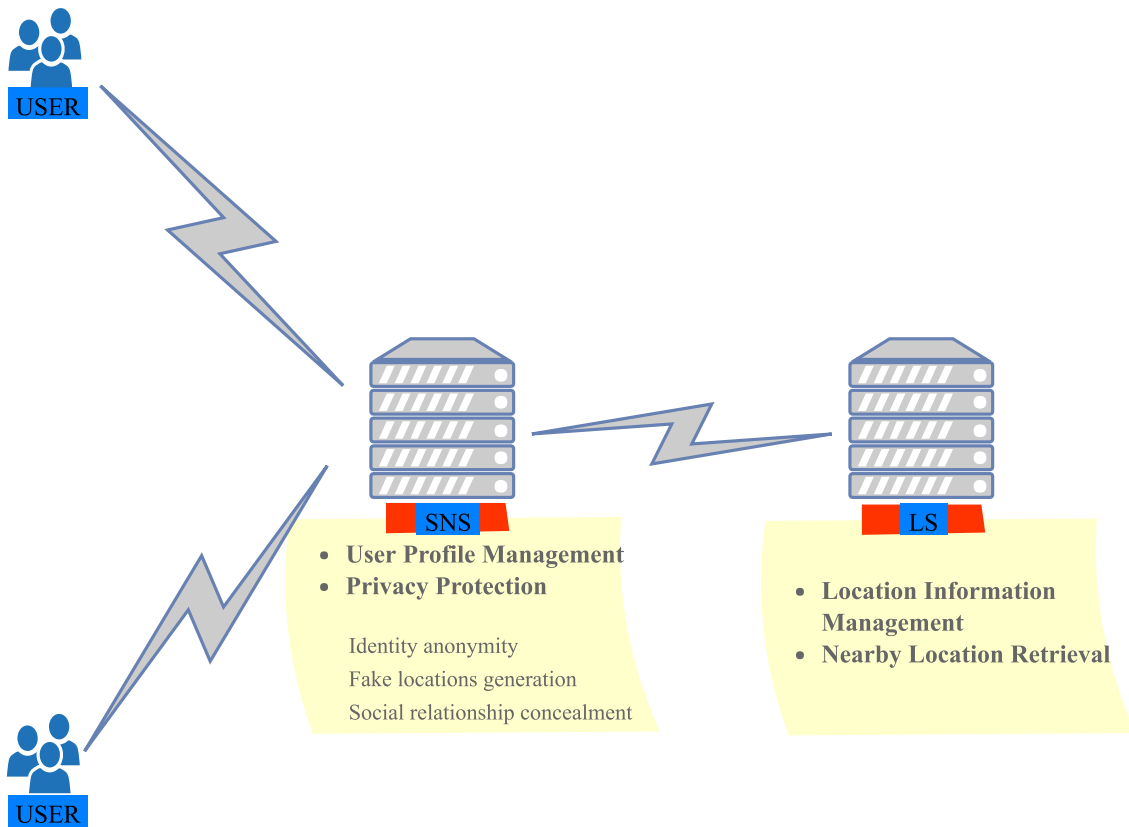 USER
SNS
• User Profile Management
• Privacy Protection
Identity anonymity
Fake locations generation
Social relationship concealment
LS
• Location Information
Management
• Nearby Location Retrieval
USER